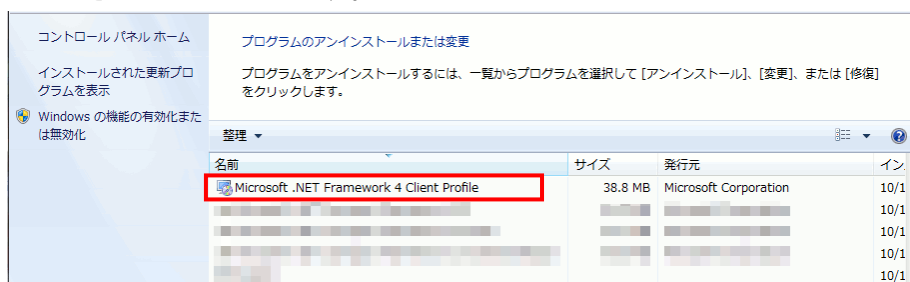 コントロール パネル ホーム
インストールされた更新プロ
グラムを表示
Windows の機能の有効化また
は無効化
プログラムのアンインストールまたは変更
プログラムをアンインストールするには、一覧からプログラムを選択して [アンインストール]、[変更]、または [修復]
をクリックします。
整理
名前 サイズ 発行元 イン
Microsoft .NET Framework 4 Client Profile 38.8 MB Microsoft Corporation 10/1
10/1
10/1
10/1
10/1